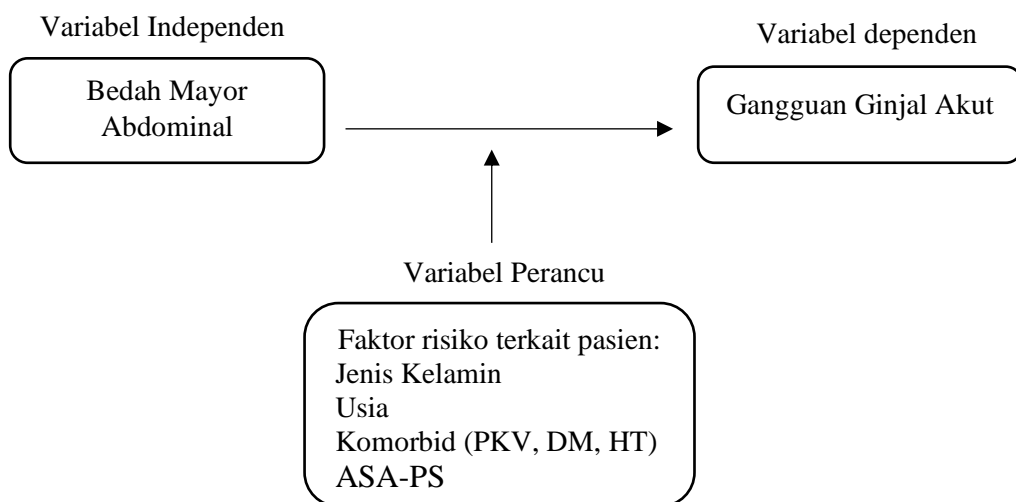 Variabel Independen
Bedah Mayor
Abdominal
Variabel dependen
Gangguan Ginjal Akut
Variabel Perancu
Faktor risiko terkait pasien:
Jenis Kelamin
Usia
Komorbid (PKV, DM, HT)
ASA-PS